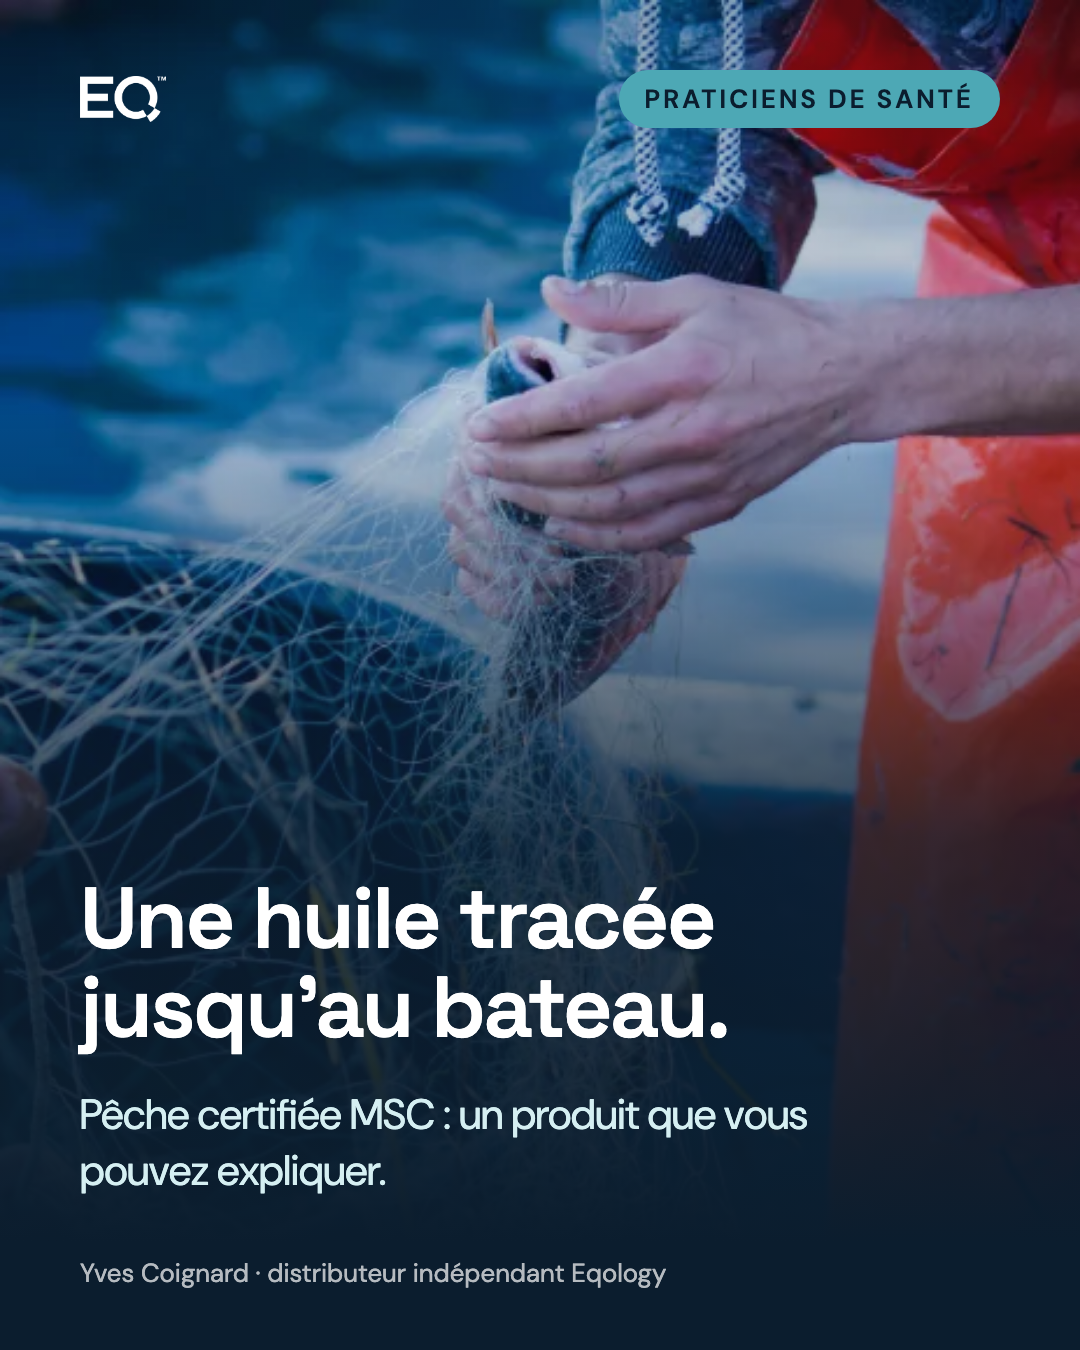 EQ™
PRATICIENS DE SANTÉ
Une huile tracée
jusqu’au bateau.
Pêche certifiée MSC : un produit que vous
pouvez expliquer.
Yves Coignard · distributeur indépendant Eqology